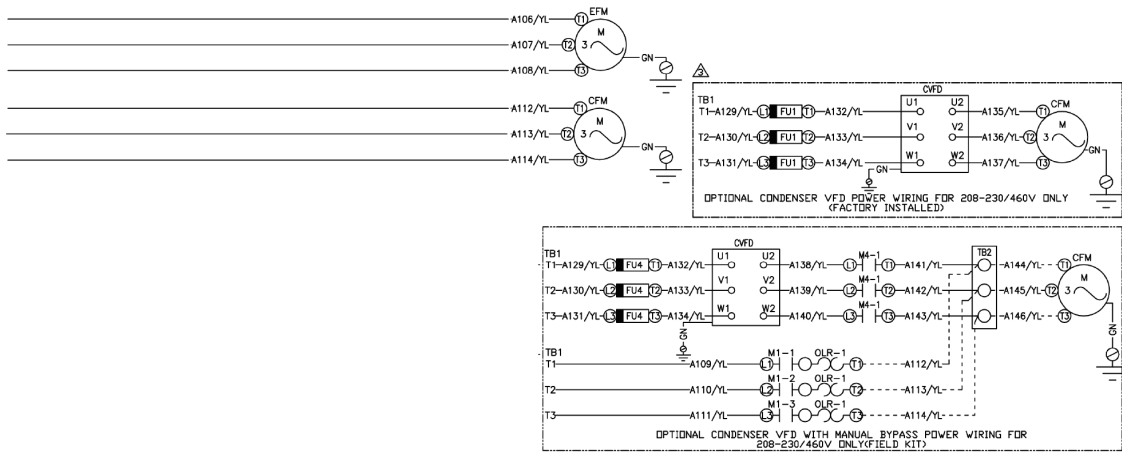 EFM
A106/YL T1
M
A107/YL T2 3
GN
A108/YL T3
CFM
A112/YL T1
M
A113/YL T2 3
GN
A114/YL T3
3
TB1 CVFD
T1-A129/YL L1 FU1 T1 A132/YL U1 U2 A135/YL T1 CFM
M
T2-A130/YL L2 FU1 T2 A133/YL V1 V2 A136/YL T2 3
GN
T3-A131/YL L3 FU1 T3 A134/YL W1 W2 A137/YL T3
GN
OPTIONAL CONDENSER VFD POWER WIRING FOR 208-230/460V ONLY
(FACTORY INSTALLED)
TB1 CVFD TB2
T1-A129/YL L1 FU4 T1 A132/YL U1 U2 A138/YL L1 M4-1 T1 A141/YL A144/YL T1 CFM
M
T2-A130/YL L2 FU4 T2 A133/YL V1 V2 A139/YL L2 M4-1 T2 A142/YL A145/YL T2 3
T3-A131/YL L3 FU4 T3 A134/YL W1 W2 A140/YL L3 M4-1 T3 A143/YL A146/YL T3
GN GN
TB1
T1 A109/YL L1 M1-1 OLR-1 T1 A112/YL
T2 A110/YL L2 M1-2 OLR-1 T2 A113/YL
T3 A111/YL L3 M1-3 OLR-1 T3 A114/YL
OPTIONAL CONDENSER VFD WITH MANUAL BYPASS POWER WIRING FOR
208-230/460V ONLY(FIELD KIT)